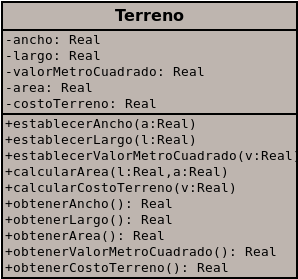 Terreno
-ancho: Real
-largo: Real
-valorMetroCuadrado: Real
-area: Real
-costoTerreno: Real
+establecerAncho(a:Real)
+establecerLargo(l:Real)
+establecerValorMetroCuadrado(v:Real)
+calcularArea(l:Real,a:Real)
+calcularCostoTerreno(v:Real)
+obtenerAncho(): Real
+obtenerLargo(): Real
+obtenerArea(): Real
+obtenerValorMetroCuadrado(): Real
+obtenerCostoTerreno(): Real